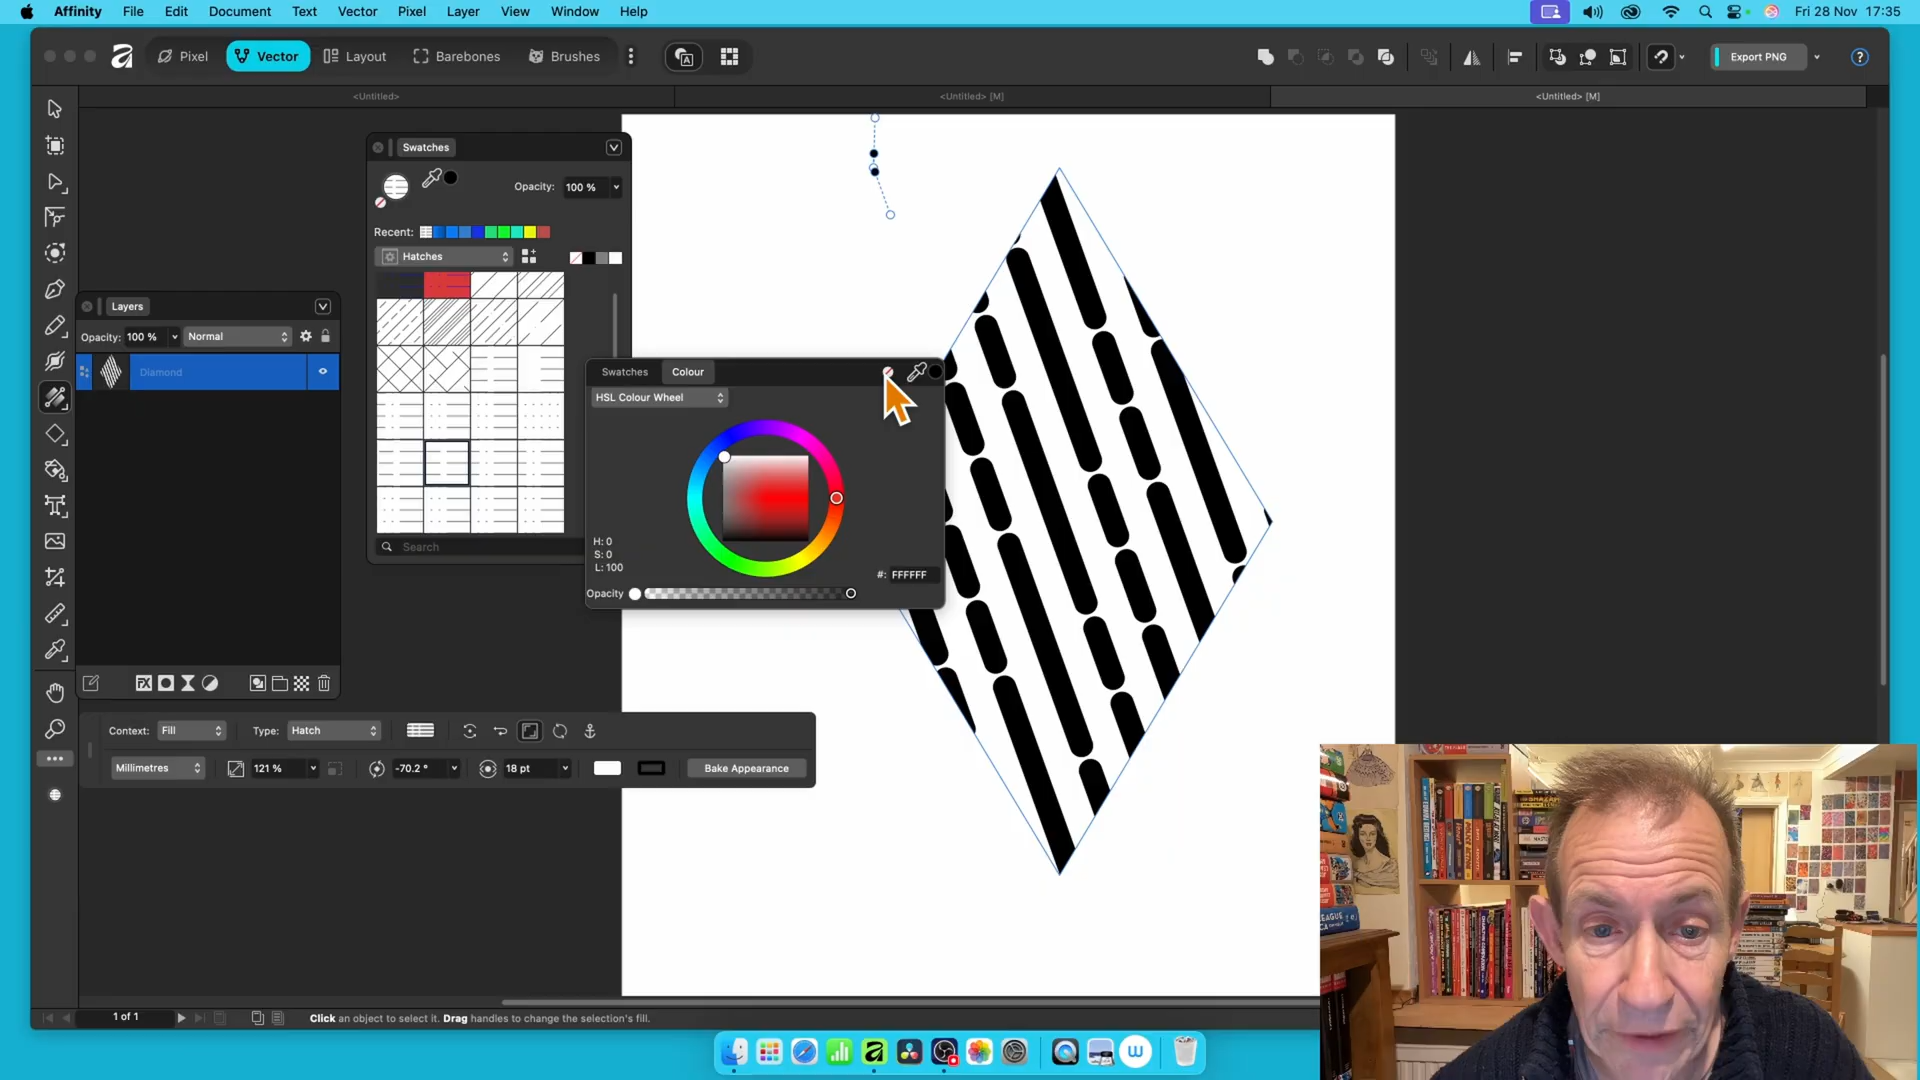 Affinity File Edit Document Text Vector Pixel Layer View Window Help Fri 28 Nov 17:35
Pixel Vector Layout Barebones Brushes Export PNG ?
<Untitled> <Untitled> [M] <Untitled> [M]
Swatches
Opacity: 100 %
Recent:
Hatches
Search
Layers
Opacity: 100 % Normal
Diamond
Swatches Colour
HSL Colour Wheel
H: 0
S: 0
L: 100
#: FFFFFF
Opacity
Context: Fill Type: Hatch
Millimetres 121 % -70.2 ° 18 pt Bake Appearance
1 of 1 Click an object to select it. Drag handles to change the selection's fill.